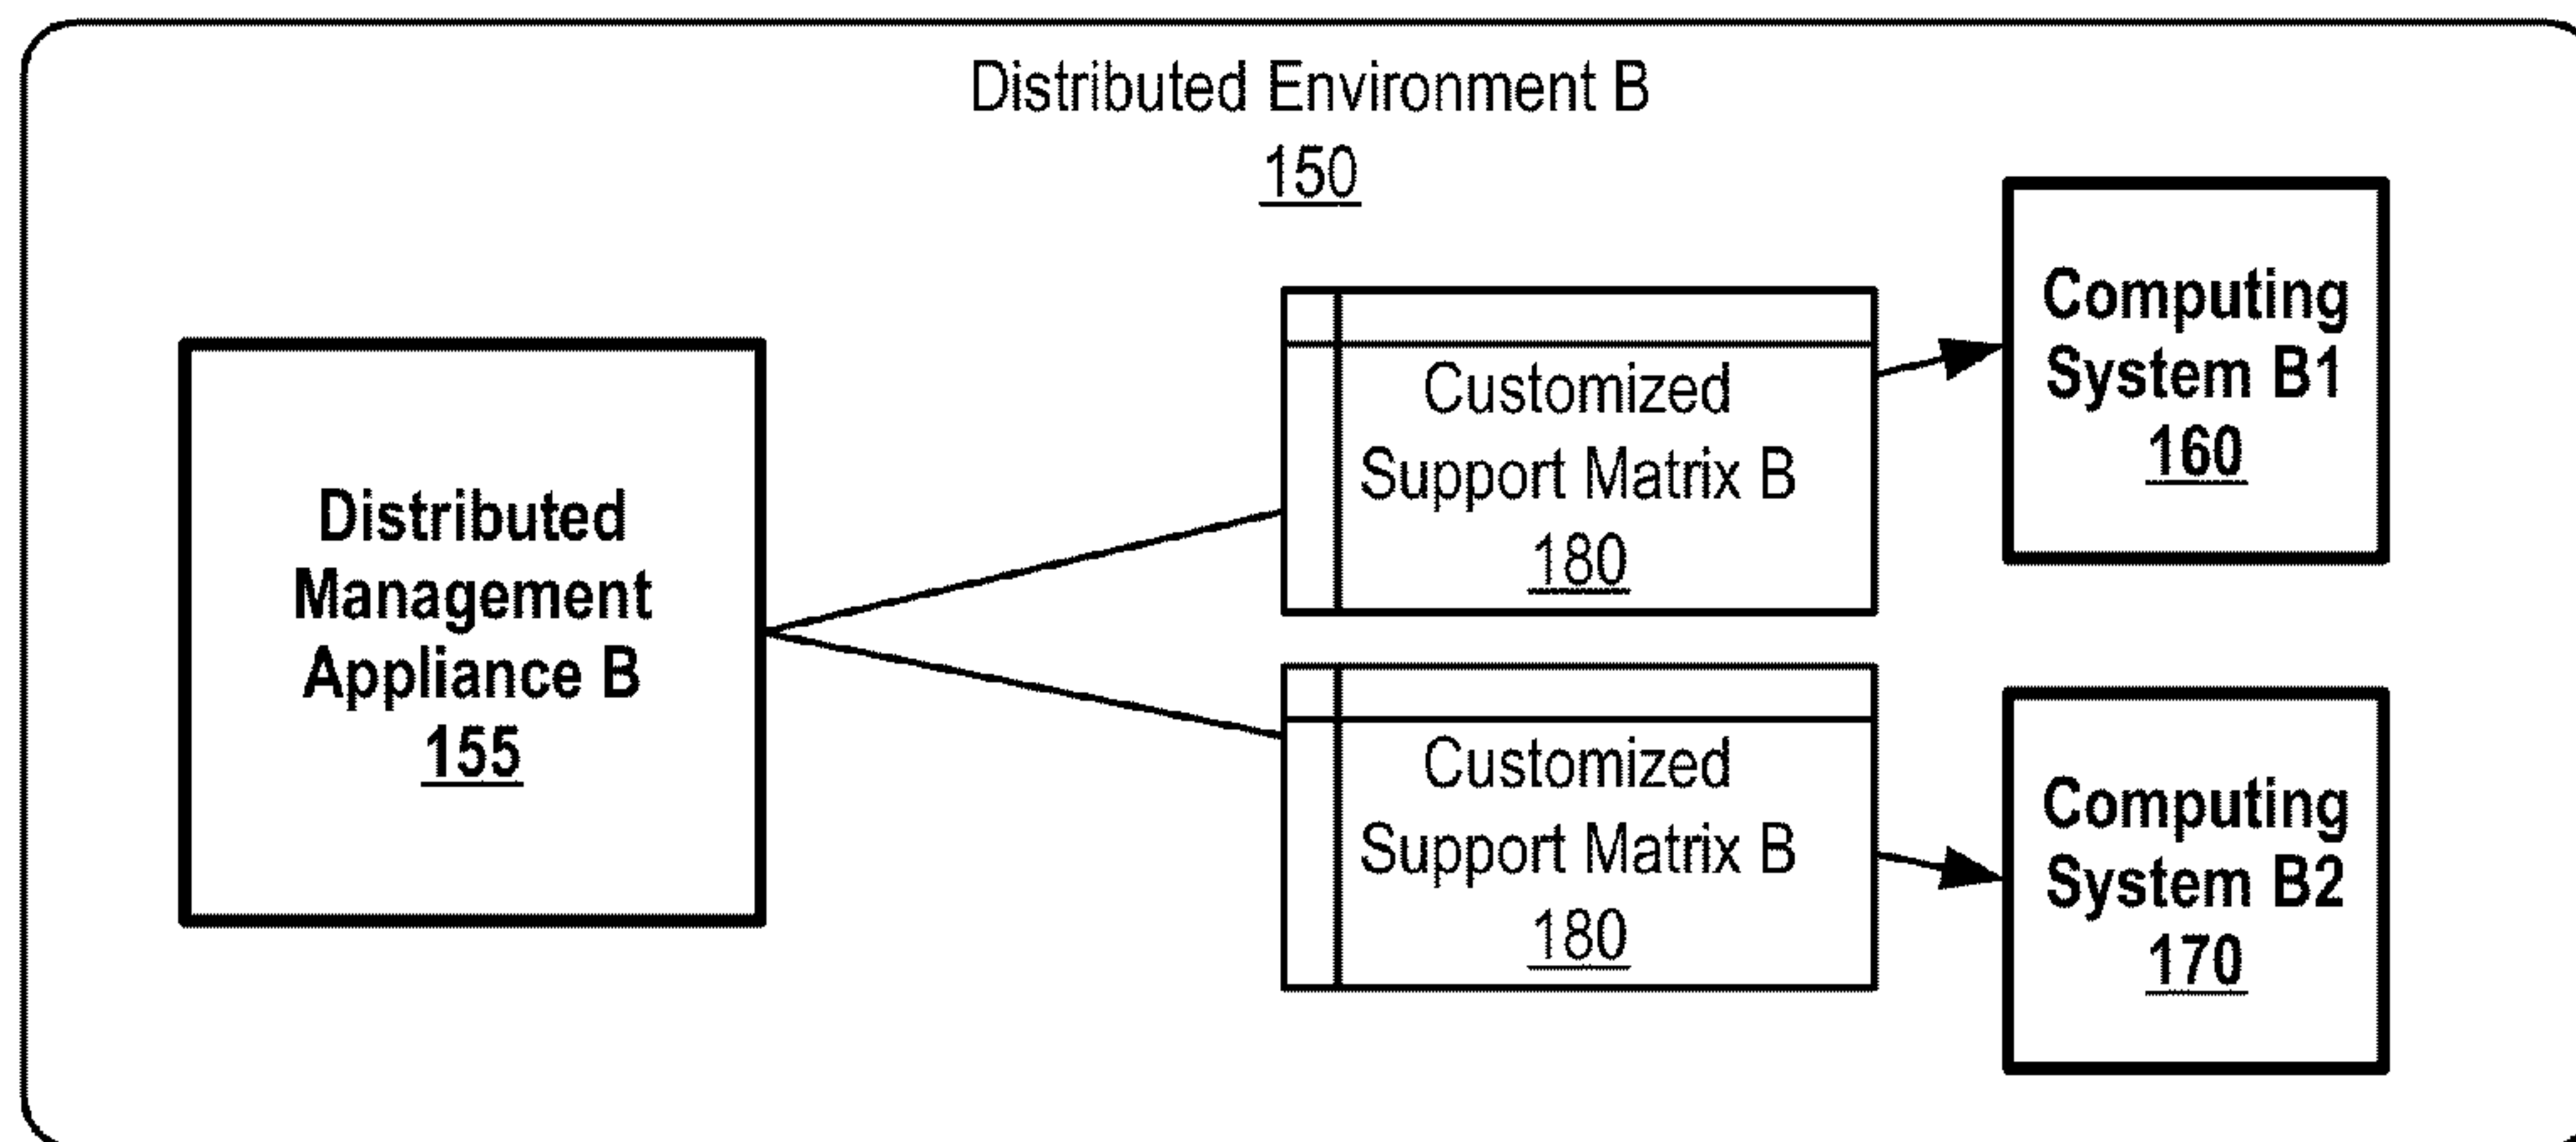 Distributed Environment B
150
Distributed
Management
Appliance B
155
Customized
Support Matrix B
180
Computing
System B1
160
Customized
Support Matrix B
180
Computing
System B2
170